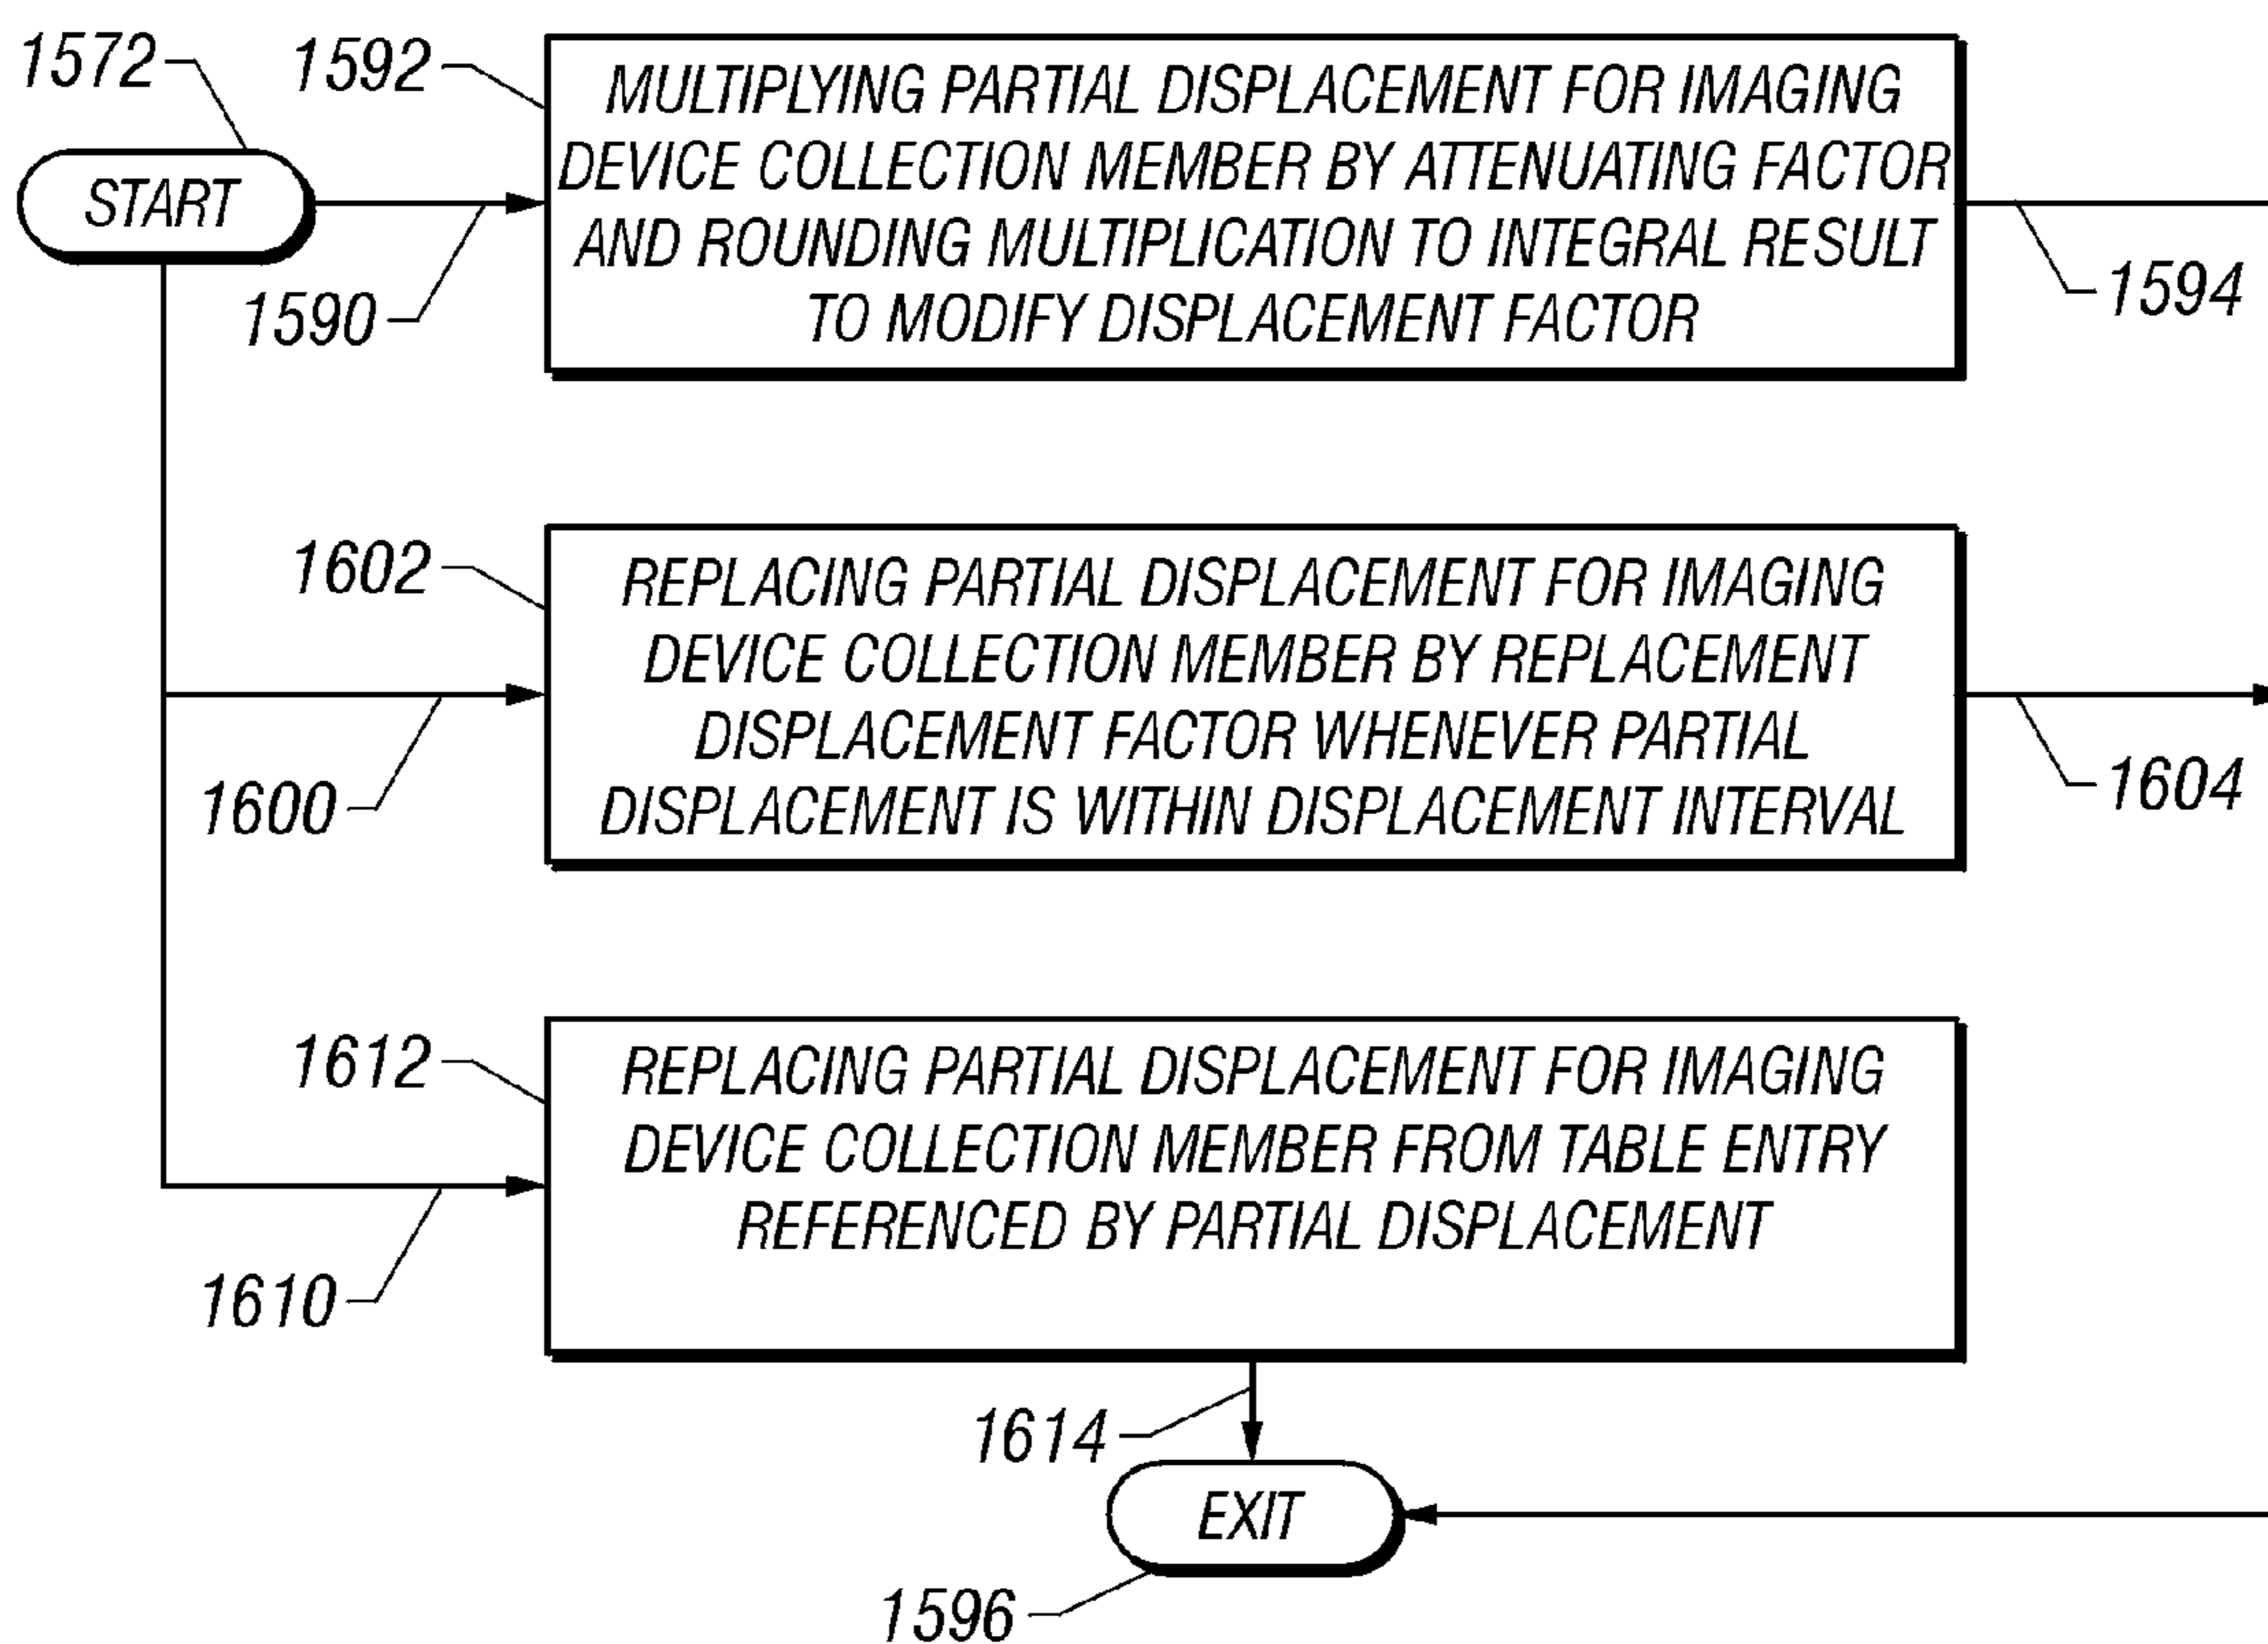 1572
1592
MULTIPLYING PARTIAL DISPLACEMENT FOR IMAGING
DEVICE COLLECTION MEMBER BY ATTENUATING FACTOR
AND ROUNDING MULTIPLICATION TO INTEGRAL RESULT
TO MODIFY DISPLACEMENT FACTOR
START
1590
1594
1602
REPLACING PARTIAL DISPLACEMENT FOR IMAGING
DEVICE COLLECTION MEMBER BY REPLACEMENT
DISPLACEMENT FACTOR WHENEVER PARTIAL
DISPLACEMENT IS WITHIN DISPLACEMENT INTERVAL
1600
1604
1612
REPLACING PARTIAL DISPLACEMENT FOR IMAGING
DEVICE COLLECTION MEMBER FROM TABLE ENTRY
REFERENCED BY PARTIAL DISPLACEMENT
1610
1614
EXIT
1596